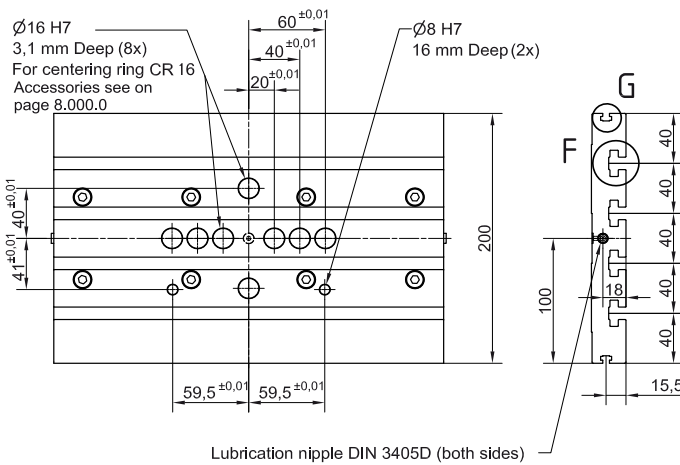 Ø16 H7
3,1 mm Deep (8x)
For centering ring CR 16
Accessories see on
page 8.000.0
60±0,01
40±0,01
20±0,01
Ø8 H7
16 mm Deep (2x)
G
F
40
40
40
40
40
40±0,01
41±0,01
200
100
18
15,5
59,5±0,01
59,5±0,01
Lubrication nipple DIN 3405D (both sides)